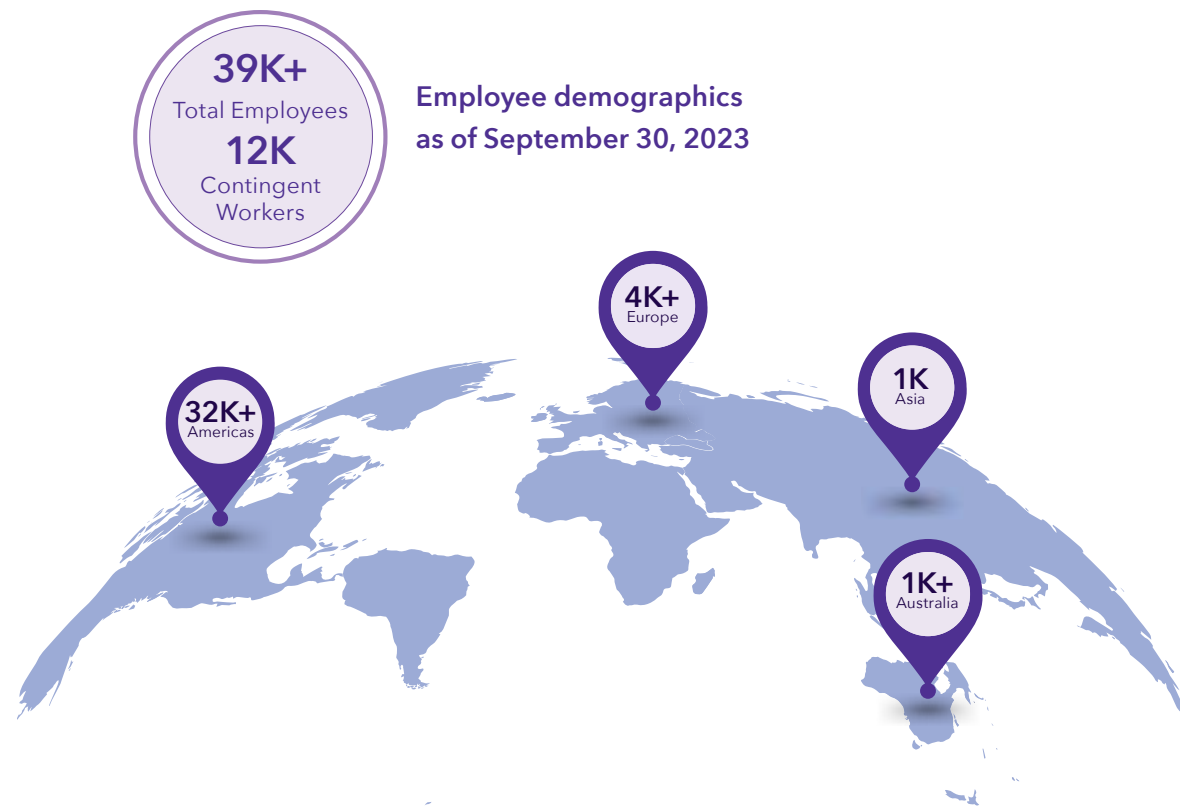 39K+
Total Employees
12K
Contingent
Workers
Employee demographics
as of September 30, 2023
4K+
Europe
1K
Asia
32K+
Americas
1K+
Australia